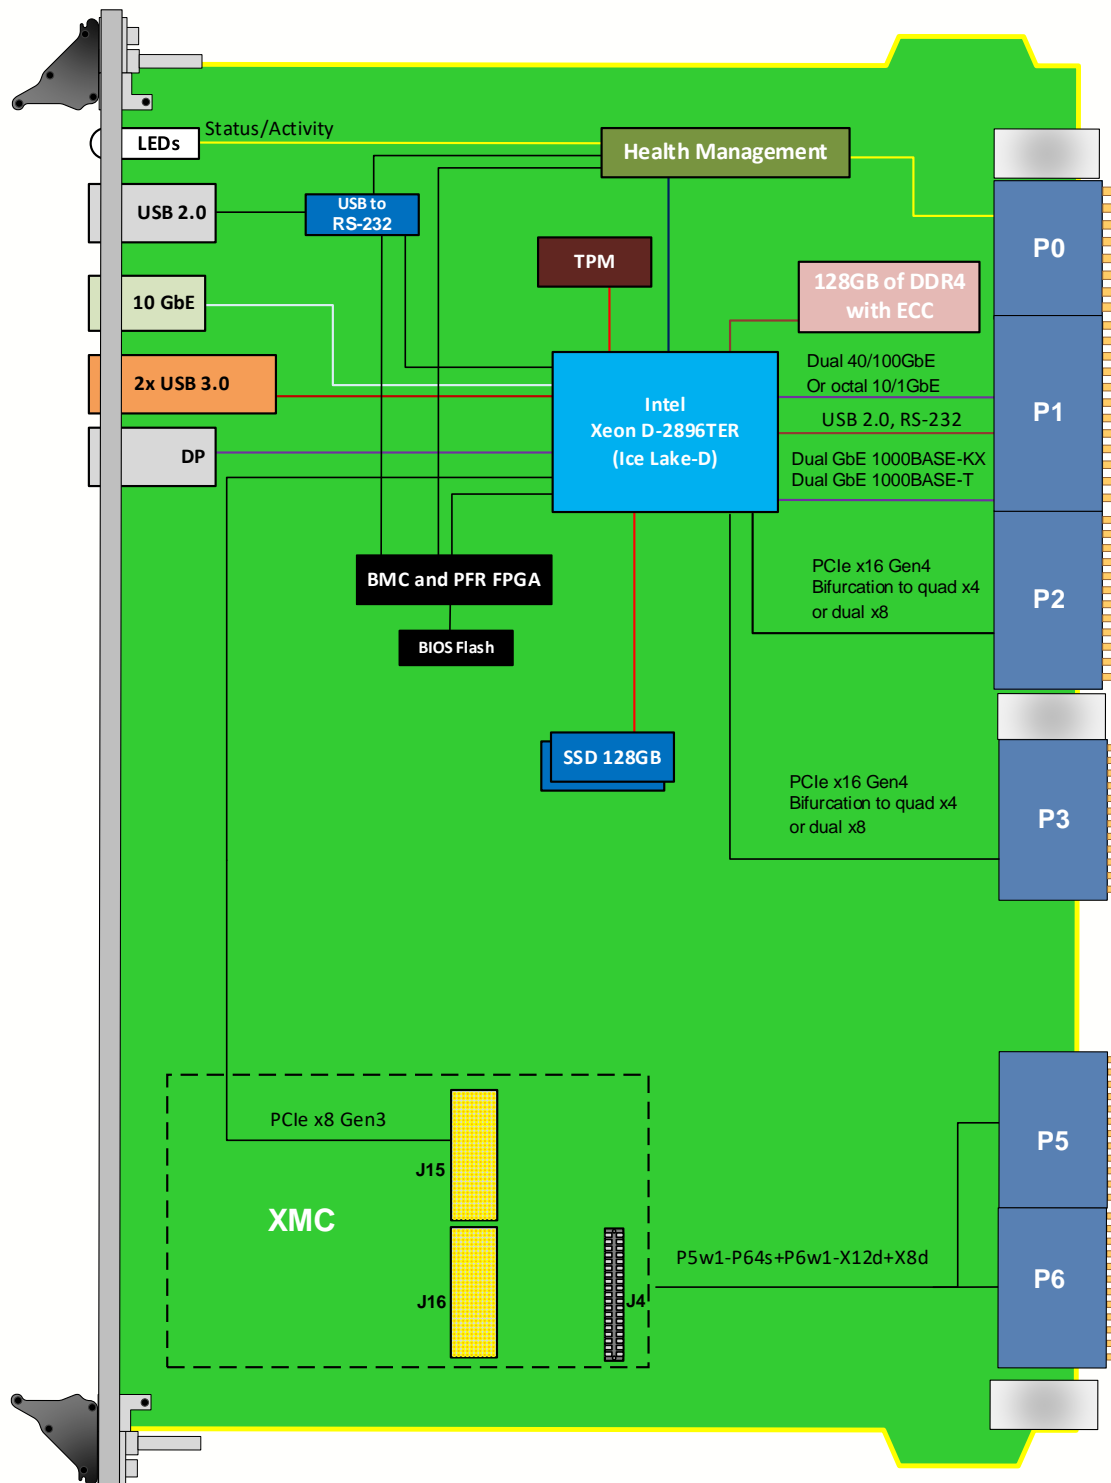 Status/Activity
LEDs
Health Management
USB 2.0
USB to
RS-232
P0
TPM
128GB of DDR4
with ECC
10 GbE
Dual 40/100GbE
Or octal 10/1GbE
2x USB 3.0
Intel
Xeon D-2896TER
(Ice Lake-D)
USB 2.0, RS-232
P1
DP
Dual GbE 1000BASE-KX
Dual GbE 1000BASE-T
BMC and PFR FPGA
PCIe x16 Gen4
Bifurcation to quad x4
or dual x8
P2
BIOS Flash
SSD 128GB
PCIe x16 Gen4
Bifurcation to quad x4
or dual x8
P3
PCIe x8 Gen3
J15
P5
XMC
P5w1-P64s+P6w1-X12d+X8d
J16
J4
P6